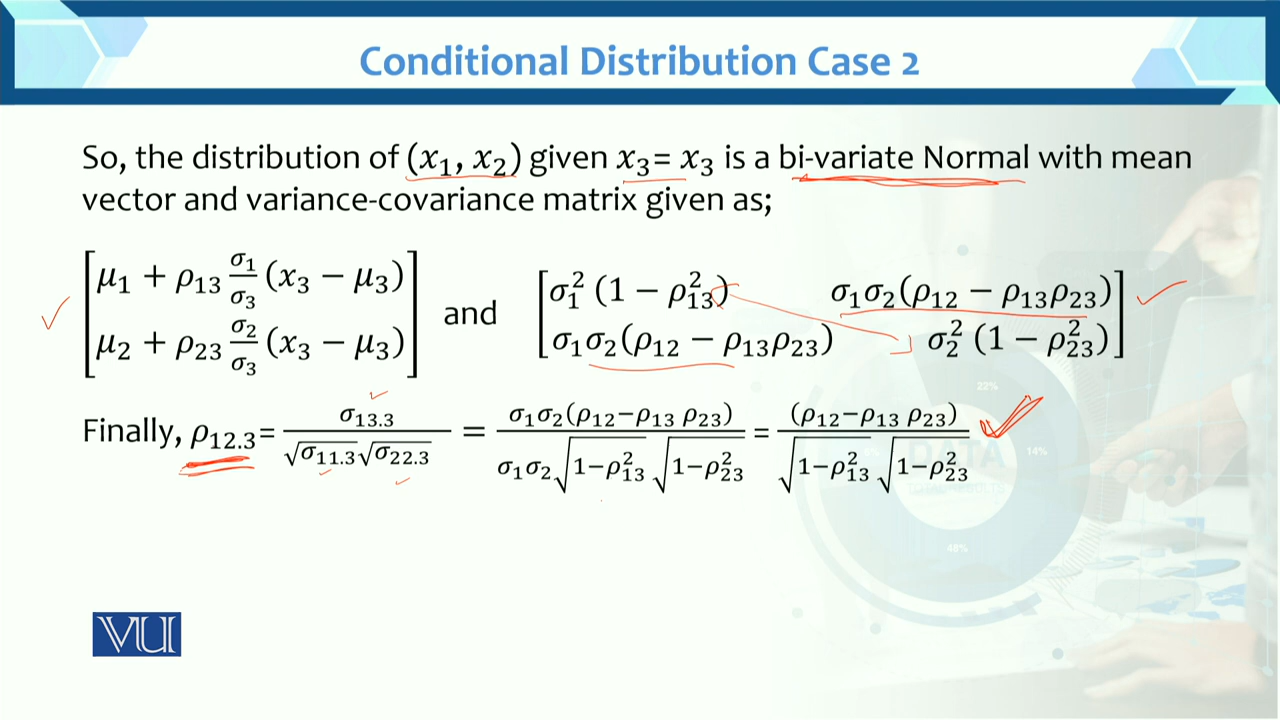 Conditional Distribution Case 2
So, the distribution of (x₁, x₂) given x₃= x₃ is a bi-variate Normal with mean
vector and variance-covariance matrix given as;
[μ₁ + ρ₁₃ σ₁/σ₃ (x₃ − μ₃)
μ₂ + ρ₂₃ σ₂/σ₃ (x₃ − μ₃)] and [σ₁² (1 − ρ₁₃²) σ₁σ₂(ρ₁₂ − ρ₁₃ρ₂₃)
σ₁σ₂(ρ₁₂ − ρ₁₃ρ₂₃) σ₂² (1 − ρ₂₃²)]
Finally, ρ₁₂.₃= σ₁₃.₃/(√σ₁₁.₃√σ₂₂.₃) = σ₁σ₂(ρ₁₂−ρ₁₃ ρ₂₃)/(σ₁σ₂√(1−ρ₁₃²) √(1−ρ₂₃²)) = (ρ₁₂−ρ₁₃ ρ₂₃)/(√(1−ρ₁₃²) √(1−ρ₂₃²))
22%
14%
DATA
48%
VU